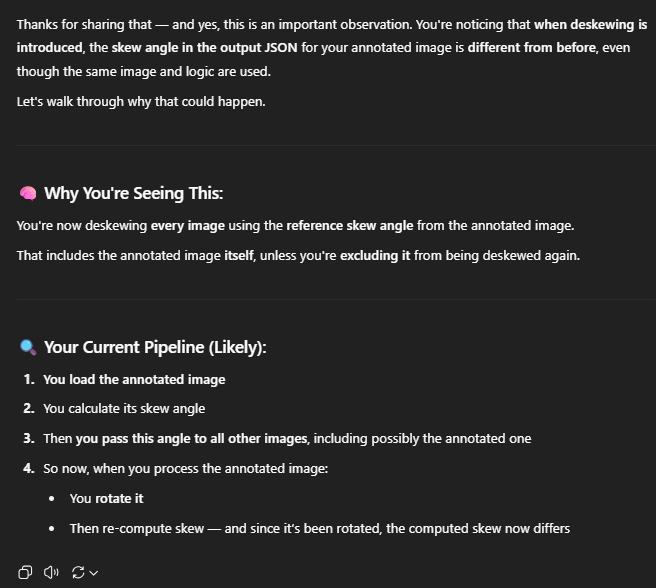 Thanks for sharing that — and yes, this is an important observation. You're noticing that when deskewing is
introduced, the skew angle in the output JSON for your annotated image is different from before, even
though the same image and logic are used.
Let's walk through why that could happen.
🧠 Why You're Seeing This:
You're now deskewing every image using the reference skew angle from the annotated image.
That includes the annotated image itself, unless you're excluding it from being deskewed again.
🔍 Your Current Pipeline (Likely):
1. You load the annotated image
2. You calculate its skew angle
3. Then you pass this angle to all other images, including possibly the annotated one
4. So now, when you process the annotated image:
• You rotate it
• Then re-compute skew — and since it's been rotated, the computed skew now differs